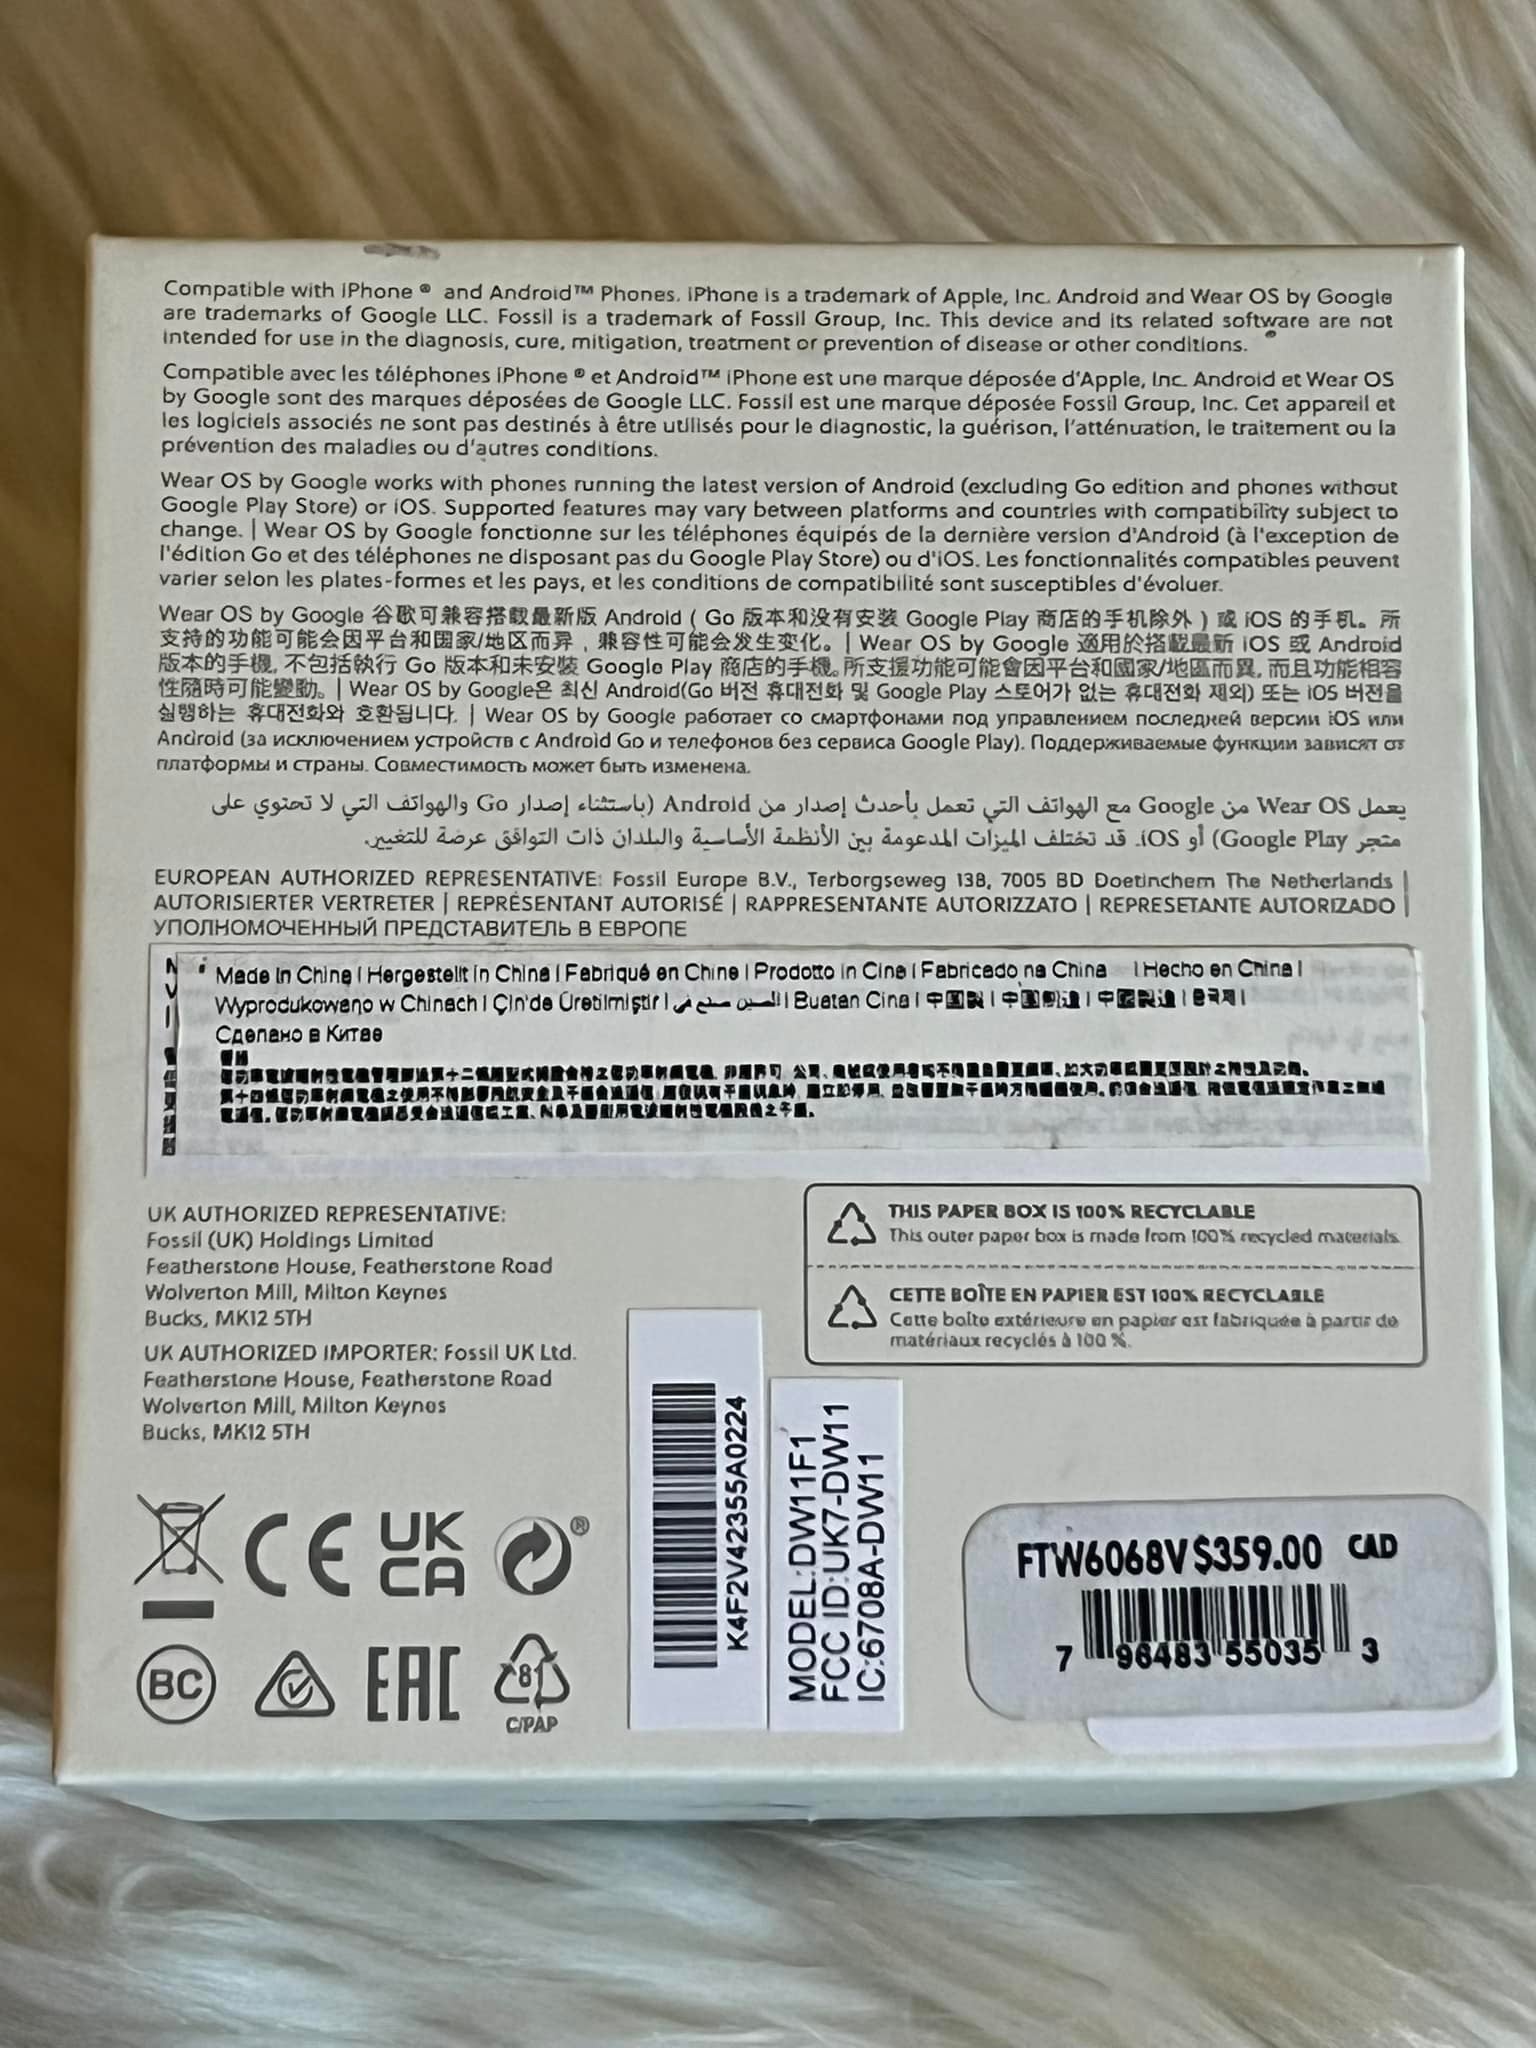 Compatible with iPhone ® and Android™ Phones. iPhone is a trademark of Apple, Inc. Android and Wear OS by Google
are trademarks of Google LLC. Fossil is a trademark of Fossil Group, Inc. This device and its related software are not
intended for use in the diagnosis, cure, mitigation, treatment or prevention of disease or other conditions.
Compatible avec les téléphones iPhone ® et Android™ iPhone est une marque déposée d'Apple, Inc. Android et Wear OS
by Google sont des marques déposées de Google LLC. Fossil est une marque déposée Fossil Group, Inc. Cet appareil et
les logiciels associés ne sont pas destinés à être utilisés pour le diagnostic, la guérison, l'atténuation, le traitement ou la
prévention des maladies ou d'autres conditions.
Wear OS by Google works with phones running the latest version of Android (excluding Go edition and phones without
Google Play Store) or iOS. Supported features may vary between platforms and countries with compatibility subject to
change. | Wear OS by Google fonctionne sur les téléphones équipés de la dernière version d'Android (à l'exception de
l'édition Go et des téléphones ne disposant pas du Google Play Store) ou d'iOS. Les fonctionnalités compatibles peuvent
varier selon les plates-formes et les pays, et les conditions de compatibilité sont susceptibles d'évoluer.
Wear OS by Google 谷歌可兼容搭载最新版 Android ( Go 版本和没有安装 Google Play 商店的手机除外 ) 或 iOS 的手机。所
支持的功能可能会因平台和国家/地区而异，兼容性可能会发生变化。| Wear OS by Google 適用於搭載最新 iOS 或 Android
版本的手機, 不包括執行 Go 版本和未安裝 Google Play 商店的手機。所支援功能可能會因平台和國家/地區而異, 而且功能相容
性隨時可能變動。| Wear OS by Google은 최신 Android(Go 버전 휴대전화 및 Google Play 스토어가 없는 휴대전화 제외) 또는 iOS 버전을
실행하는 휴대전화와 호환됩니다. | Wear OS by Google работает со смартфонами под управлением последней версии iOS или
Android (за исключением устройств с Android Go и телефонов без сервиса Google Play). Поддерживаемые функции зависят от
платформы и страны. Совместимость может быть изменена.
يعمل Wear OS من Google مع الهواتف التي تعمل بأحدث إصدار من Android (باستثناء إصدار Go والهواتف التي لا تحتوي على
متجر Google Play) أو iOS. قد تختلف الميزات المدعومة بين الأنظمة الأساسية والبلدان ذات التوافق عرضة للتغيير.
EUROPEAN AUTHORIZED REPRESENTATIVE: Fossil Europe B.V., Terborgseweg 138, 7005 BD Doetinchem The Netherlands |
AUTORISIERTER VERTRETER | REPRÉSENTANT AUTORISÉ | RAPPRESENTANTE AUTORIZZATO | REPRESETANTE AUTORIZADO |
УПОЛНОМОЧЕННЫЙ ПРЕДСТАВИТЕЛЬ В ЕВРОПЕ
Made in China | Hergestellt in China | Fabriqué en Chine | Prodotto in Cina | Fabricado na China | Hecho en China |
Wyprodukowano w Chinach | Çin'de Üretilmiştir | الصين صنع في | Buatan Cina | 中國製 | 中國製造 | 中國製造 |
Сделано в Китае
UK AUTHORIZED REPRESENTATIVE:
Fossil (UK) Holdings Limited
Featherstone House, Featherstone Road
Wolverton Mill, Milton Keynes
Bucks, MK12 5TH
UK AUTHORIZED IMPORTER: Fossil UK Ltd.
Featherstone House, Featherstone Road
Wolverton Mill, Milton Keynes
Bucks, MK12 5TH
THIS PAPER BOX IS 100% RECYCLABLE
This outer paper box is made from 100% recycled materials.
CETTE BOÎTE EN PAPIER EST 100% RECYCLABLE
Cette boîte extérieure en papier est fabriquée à partir de
matériaux recyclés à 100 %.
K4F2V42355A0224
MODEL:DW11F1
FCC ID:UK7-DW11
IC:6708A-DW11
CE
UK
CA
®
BC
EAC
81
C/PAP
FTW6068V $359.00 CAD
7 96483 55035 3